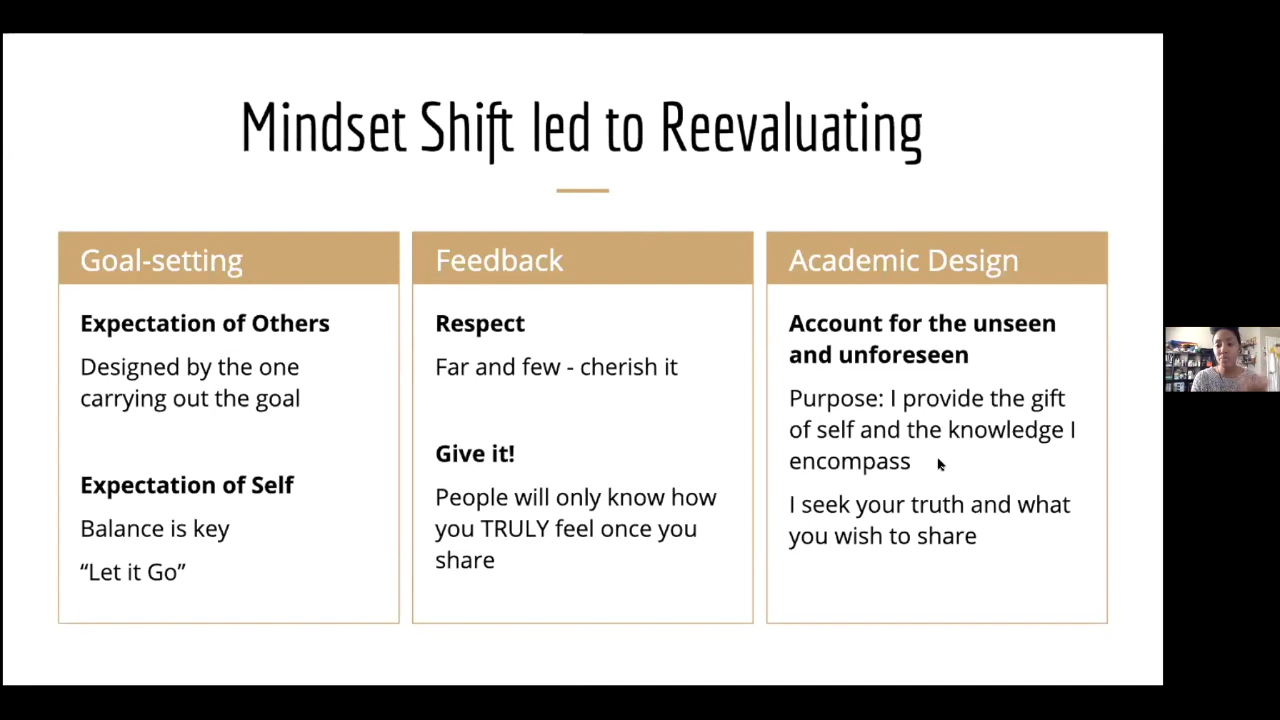 Mindset Shift led to Reevaluating
Goal-setting
Expectation of Others
Designed by the one
carrying out the goal
Expectation of Self
Balance is key
“Let it Go”
Feedback
Respect
Far and few - cherish it
Give it!
People will only know how
you TRULY feel once you
share
Academic Design
Account for the unseen
and unforeseen
Purpose: I provide the gift
of self and the knowledge I
encompass
I seek your truth and what
you wish to share